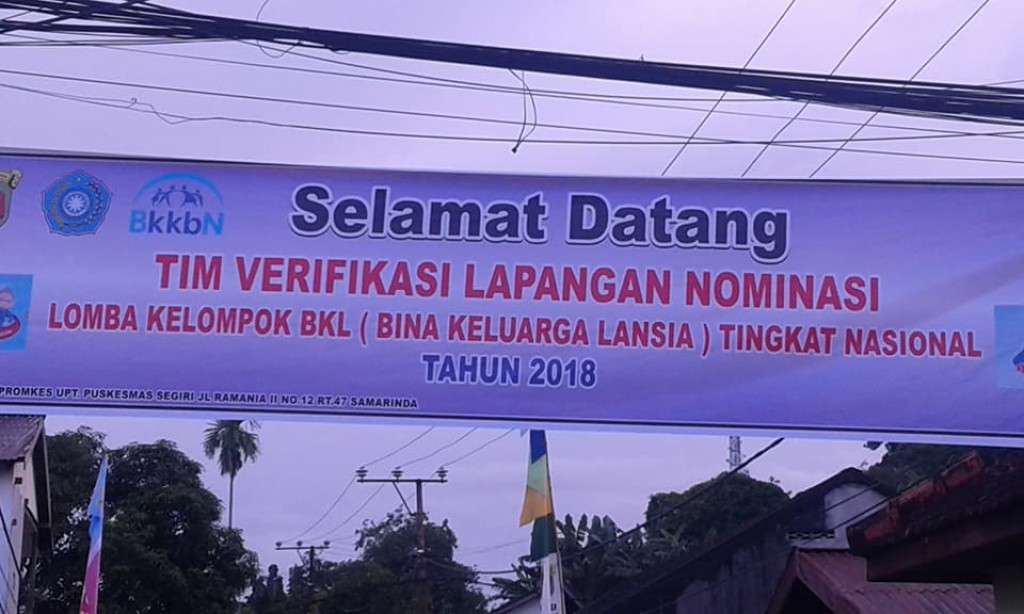 BkkbN
Selamat Datang
TIM VERIFIKASI LAPANGAN NOMINASI
LOMBA KELOMPOK BKL ( BINA KELUARGA LANSIA ) TINGKAT NASIONAL
TAHUN 2018
PROMKES UPT. PUSKESMAS SEGIRI JL RAMANIA II NO.12 RT.47 SAMARINDA